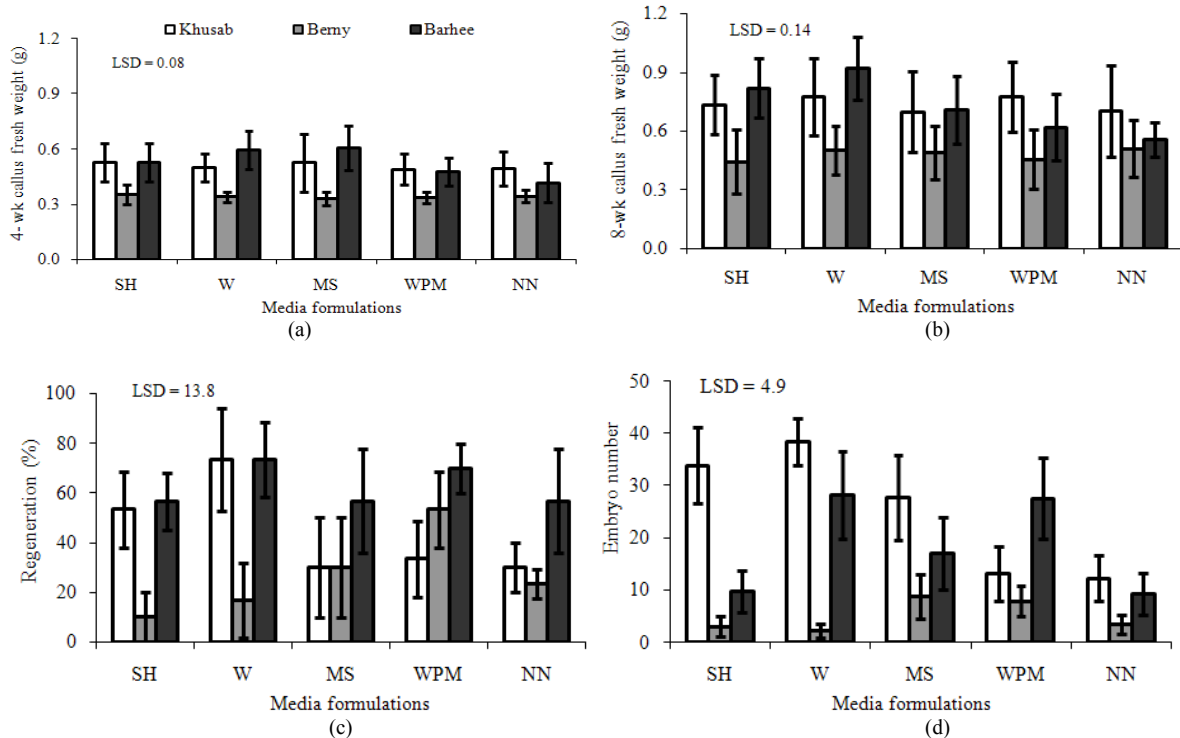 Khusab Berny Barhee
4-wk callus fresh weight (g)
1.2
0.9
0.6
0.3
0.0
LSD = 0.08
SH W MS WPM NN
Media formulations
(a)
8-wk callus fresh weight (g)
1.2
0.9
0.6
0.3
0.0
LSD = 0.14
SH W MS WPM NN
Media formulations
(b)
Regeneration (%)
100
80
60
40
20
0
LSD = 13.8
SH W MS WPM NN
Media formulations
(c)
Embryo number
50
40
30
20
10
0
LSD = 4.9
SH W MS WPM NN
Media formulations
(d)